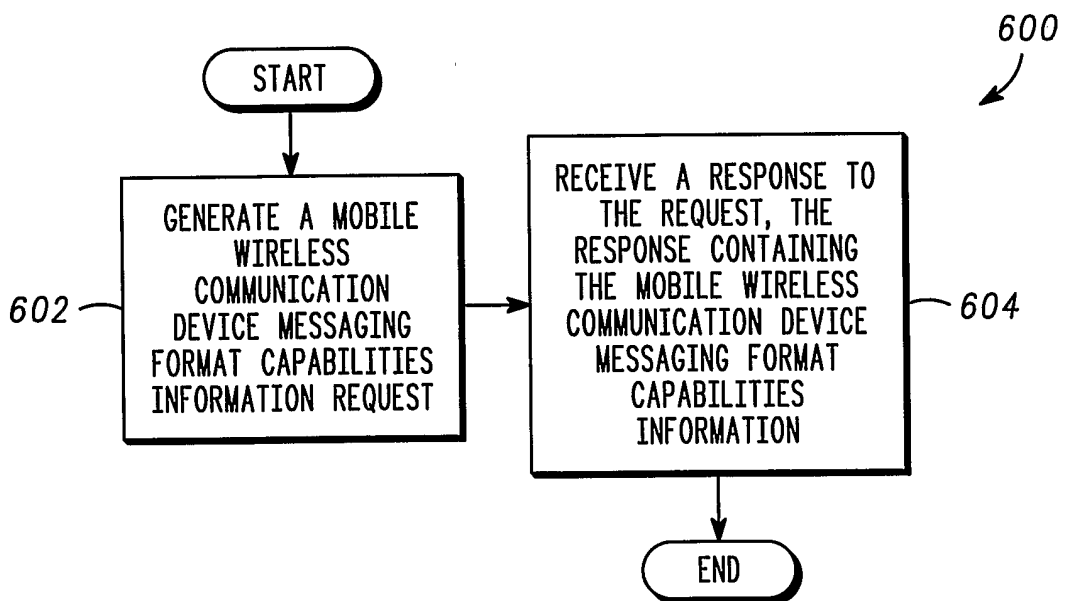 600
START
GENERATE A MOBILE
WIRELESS
COMMUNICATION
DEVICE MESSAGING
FORMAT CAPABILITIES
INFORMATION REQUEST
602
RECEIVE A RESPONSE TO
THE REQUEST, THE
RESPONSE CONTAINING
THE MOBILE WIRELESS
COMMUNICATION DEVICE
MESSAGING FORMAT
CAPABILITIES
INFORMATION
604
END